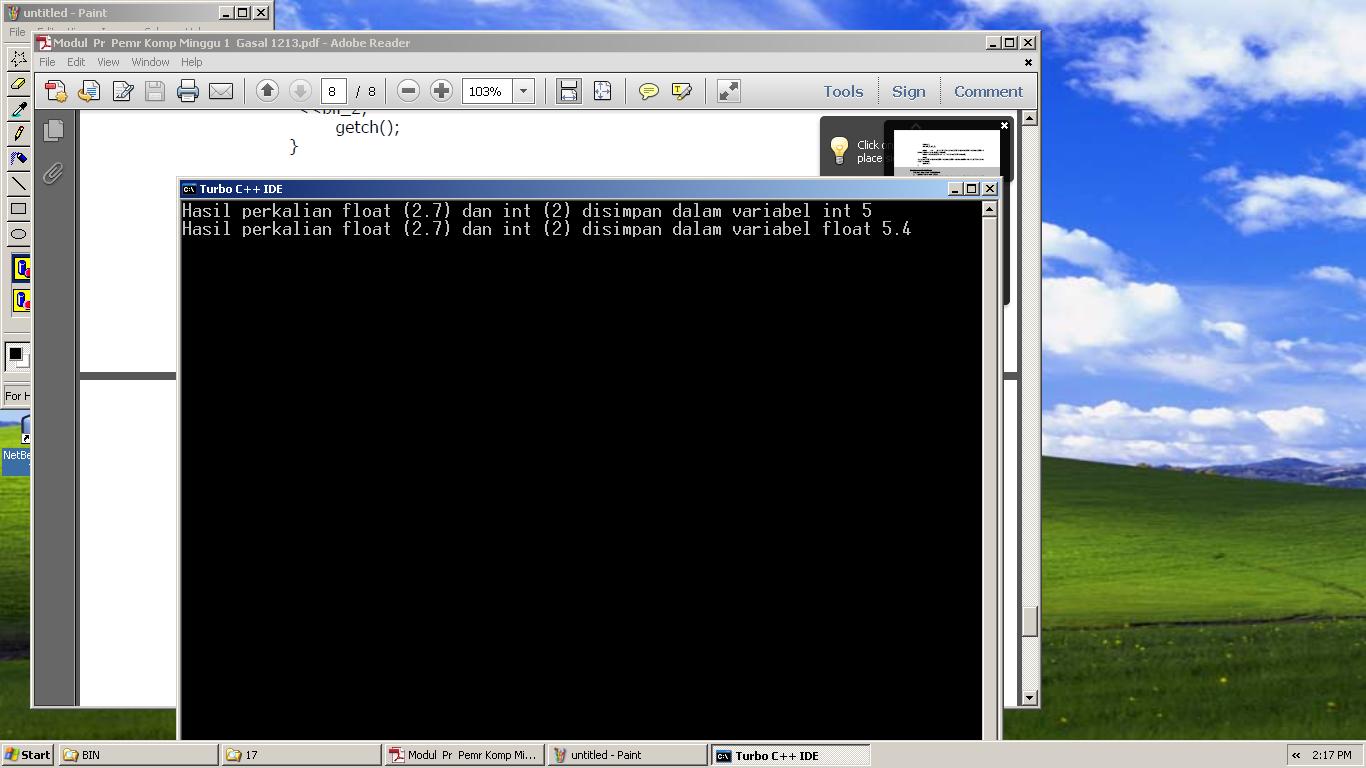 untitled - Paint
File
Modul Pr Pemr Komp Minggu 1 Gasal 1213.pdf - Adobe Reader
File Edit View Window Help
8 / 8 103% Tools Sign Comment
getch();
}
Click on
place
Turbo C++ IDE
Hasil perkalian float (2.7) dan int (2) disimpan dalam variabel int 5
Hasil perkalian float (2.7) dan int (2) disimpan dalam variabel float 5.4
For H
NetBe
Start BIN 17 Modul Pr Pemr Komp Mi... untitled - Paint Turbo C++ IDE « 2:17 PM